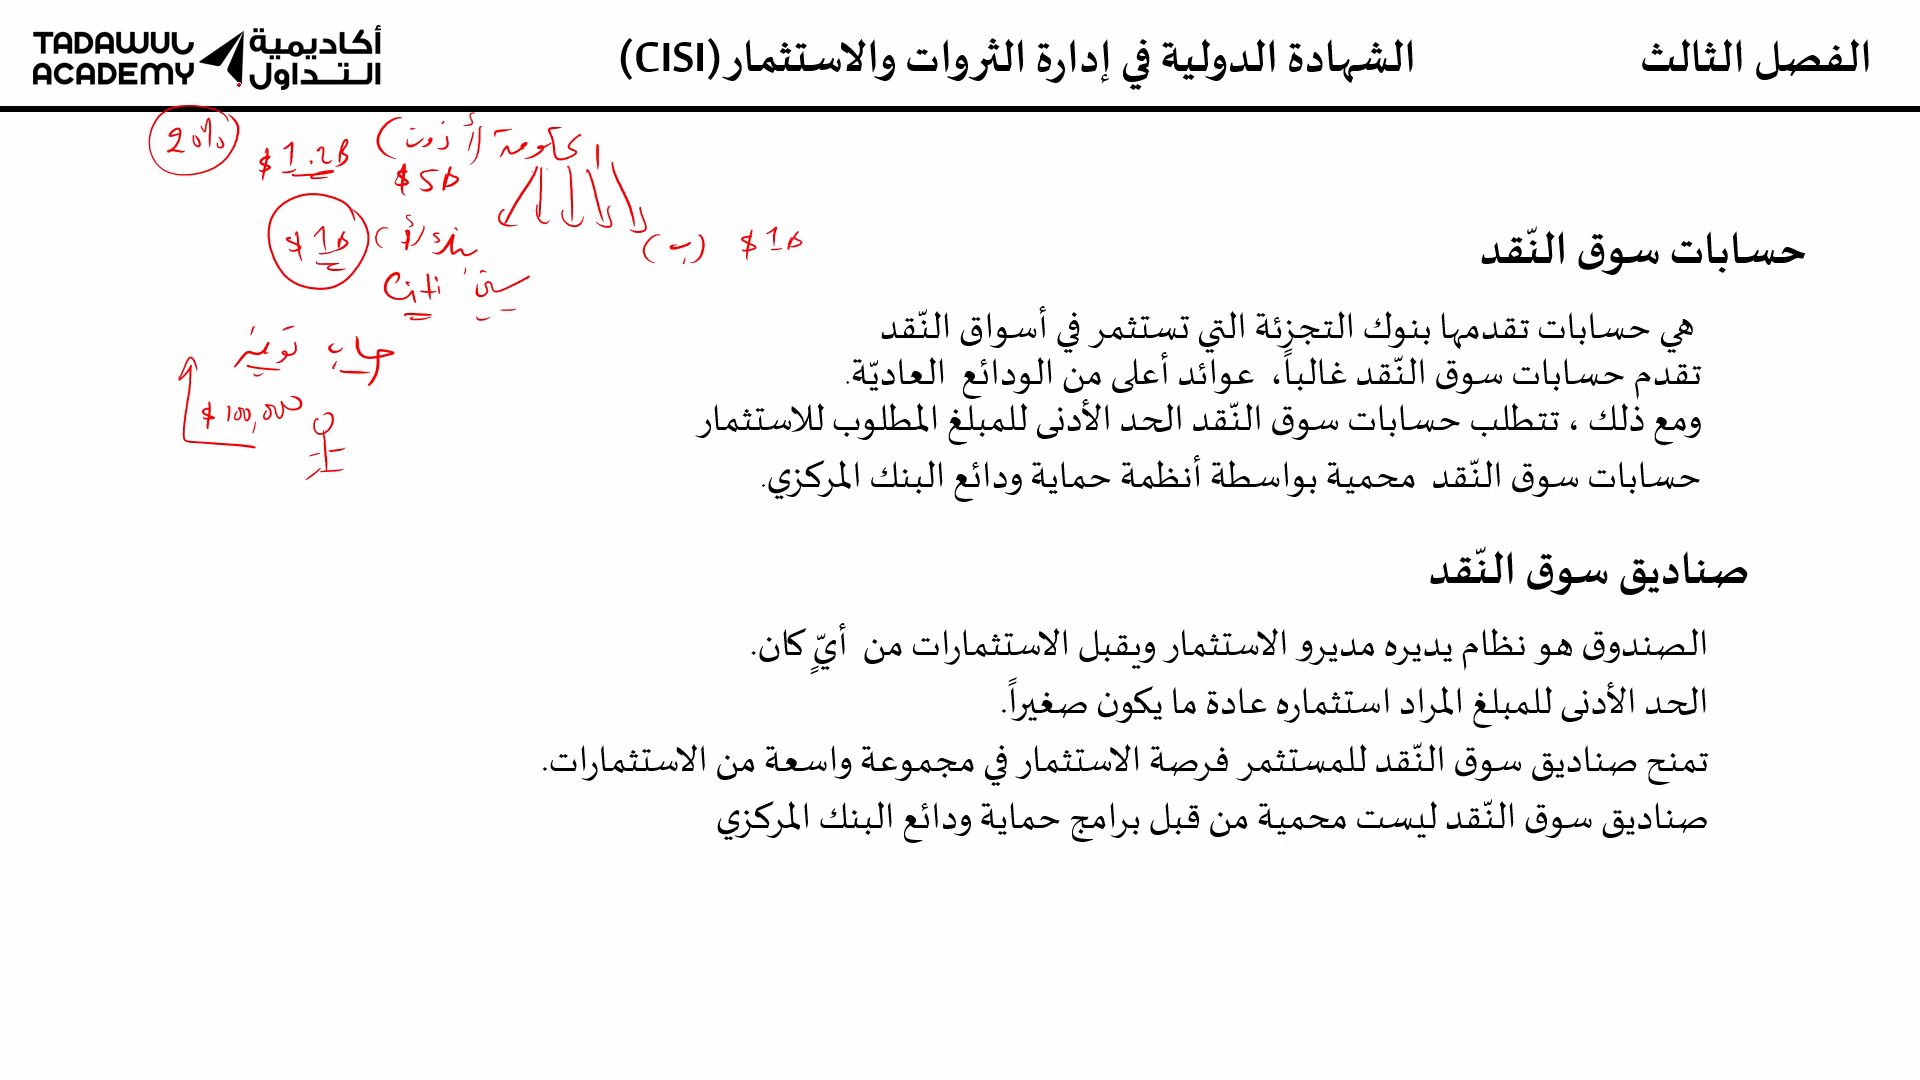 الفصل الثالث
الشهادة الدولية في إدارة الثروات والاستثمار (CISI)
TADAWUL ACADEMY
أكاديمية التداول
20%
$1.2B
$5B
$1B
بنك (أ)
(ب) $1B
Citi سيتي
حساب توفير
$100,000
حسابات سوق النّقد
هي حسابات تقدمها بنوك التجزئة التي تستثمر في أسواق النّقد
تقدم حسابات سوق النّقد غالباً، عوائد أعلى من الودائع العاديّة.
ومع ذلك ، تتطلب حسابات سوق النّقد الحد الأدنى للمبلغ المطلوب للاستثمار
حسابات سوق النّقد محمية بواسطة أنظمة حماية ودائع البنك المركزي.
صناديق سوق النّقد
الصندوق هو نظام يديره مديرو الاستثمار ويقبل الاستثمارات من أيٍّ كان.
الحد الأدنى للمبلغ المراد استثماره عادة ما يكون صغيراً.
تمنح صناديق سوق النّقد للمستثمر فرصة الاستثمار في مجموعة واسعة من الاستثمارات.
صناديق سوق النّقد ليست محمية من قبل برامج حماية ودائع البنك المركزي